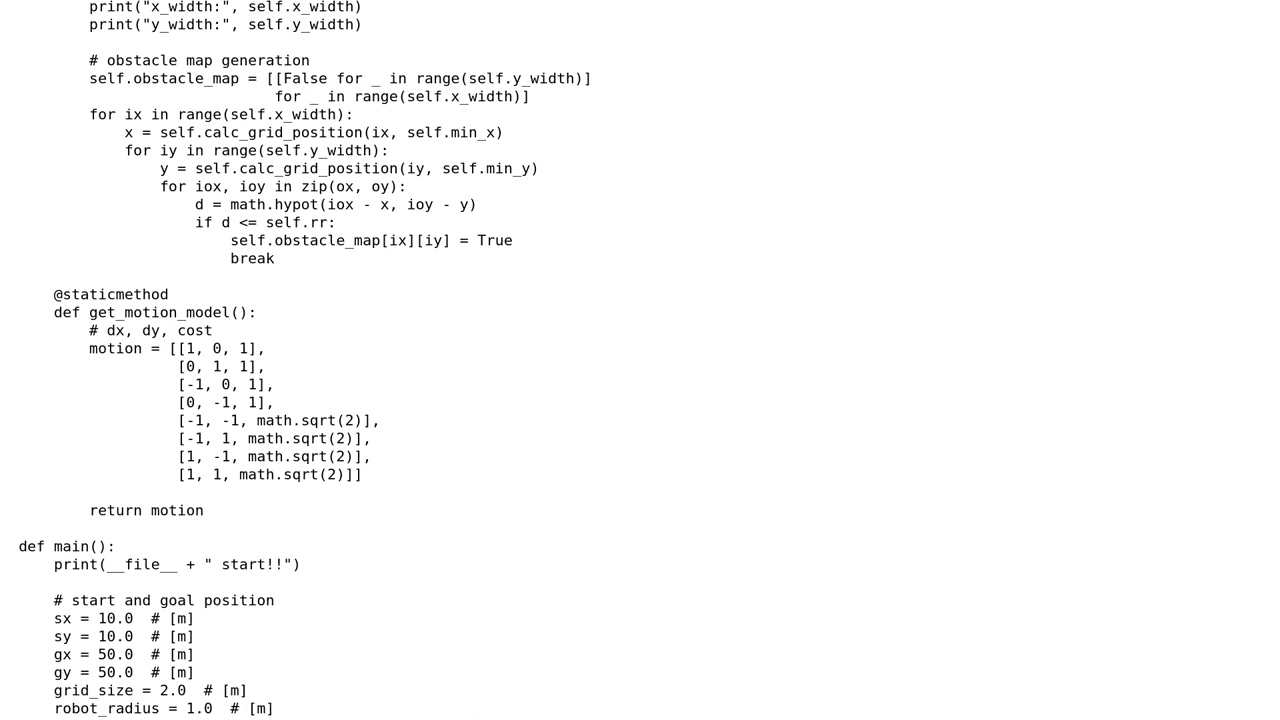 print("x_width:", self.x_width)
        print("y_width:", self.y_width)

        # obstacle map generation
        self.obstacle_map = [[False for _ in range(self.y_width)]
                             for _ in range(self.x_width)]
        for ix in range(self.x_width):
            x = self.calc_grid_position(ix, self.min_x)
            for iy in range(self.y_width):
                y = self.calc_grid_position(iy, self.min_y)
                for iox, ioy in zip(ox, oy):
                    d = math.hypot(iox - x, ioy - y)
                    if d <= self.rr:
                        self.obstacle_map[ix][iy] = True
                        break

    @staticmethod
    def get_motion_model():
        # dx, dy, cost
        motion = [[1, 0, 1],
                  [0, 1, 1],
                  [-1, 0, 1],
                  [0, -1, 1],
                  [-1, -1, math.sqrt(2)],
                  [-1, 1, math.sqrt(2)],
                  [1, -1, math.sqrt(2)],
                  [1, 1, math.sqrt(2)]]

        return motion

def main():
    print(__file__ + " start!!")

    # start and goal position
    sx = 10.0  # [m]
    sy = 10.0  # [m]
    gx = 50.0  # [m]
    gy = 50.0  # [m]
    grid_size = 2.0  # [m]
    robot_radius = 1.0  # [m]